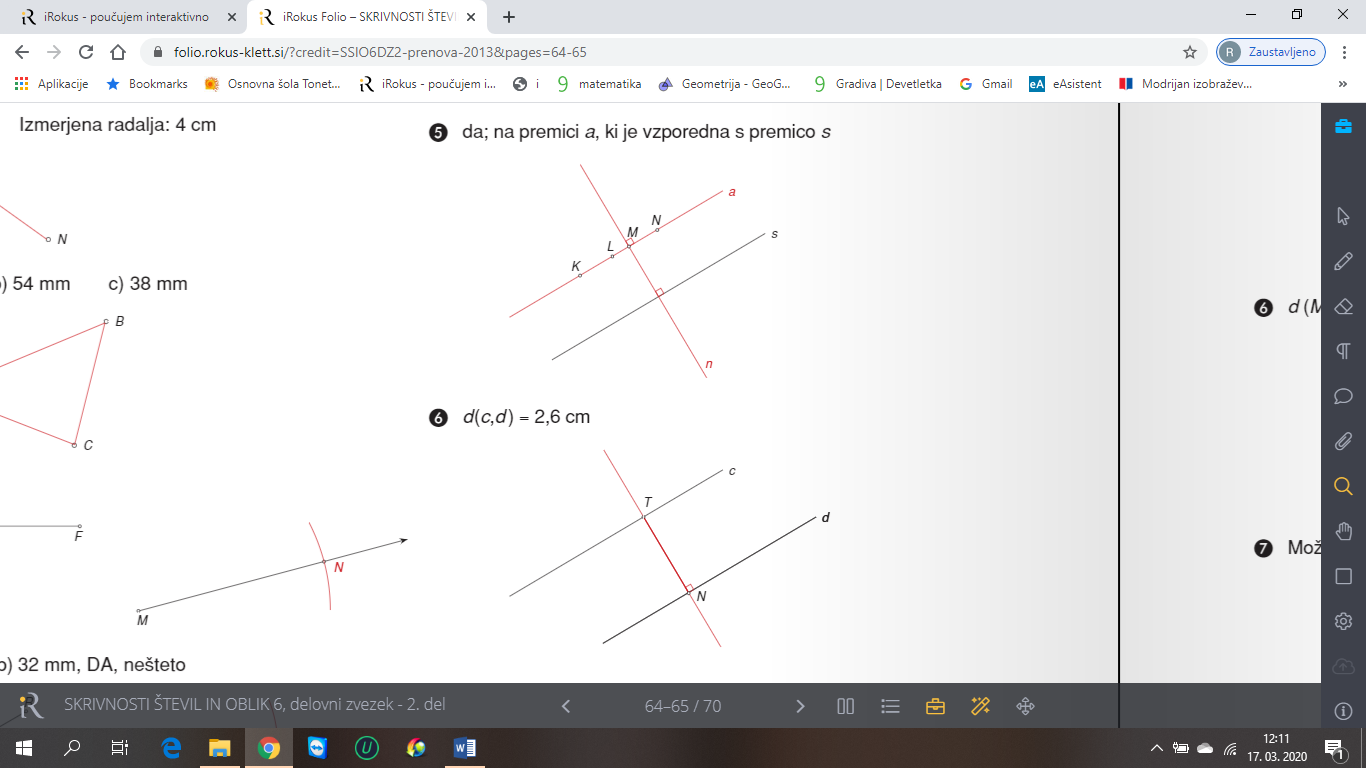 iRokus - poučujem interaktivno
iRokus Folio – SKRIVNOSTI ŠTEVI
folio.rokus-klett.si/?credit=SSIO6DZ2-prenova-2013&pages=64-65
R Zaustavljeno
Aplikacije
Bookmarks
Osnovna šola Tonet...
iRokus - poučujem i...
i
matematika
Geometrija - GeoG...
Gradiva | Devetletka
Gmail
eA eAsistent
Modrijan izobražev...
»
Izmerjena radalja: 4 cm
N
) 54 mm c) 38 mm
B
C
F
M
N
b) 32 mm, DA, nešteto
5 da; na premici a, ki je vzporedna s premico s
a
N
M
s
L
K
n
6 d(c,d) = 2,6 cm
c
T
d
N
6 d (M
7 Mož
iR SKRIVNOSTI ŠTEVIL IN OBLIK 6, delovni zvezek - 2. del
64–65 / 70
12:11
17. 03. 2020
1